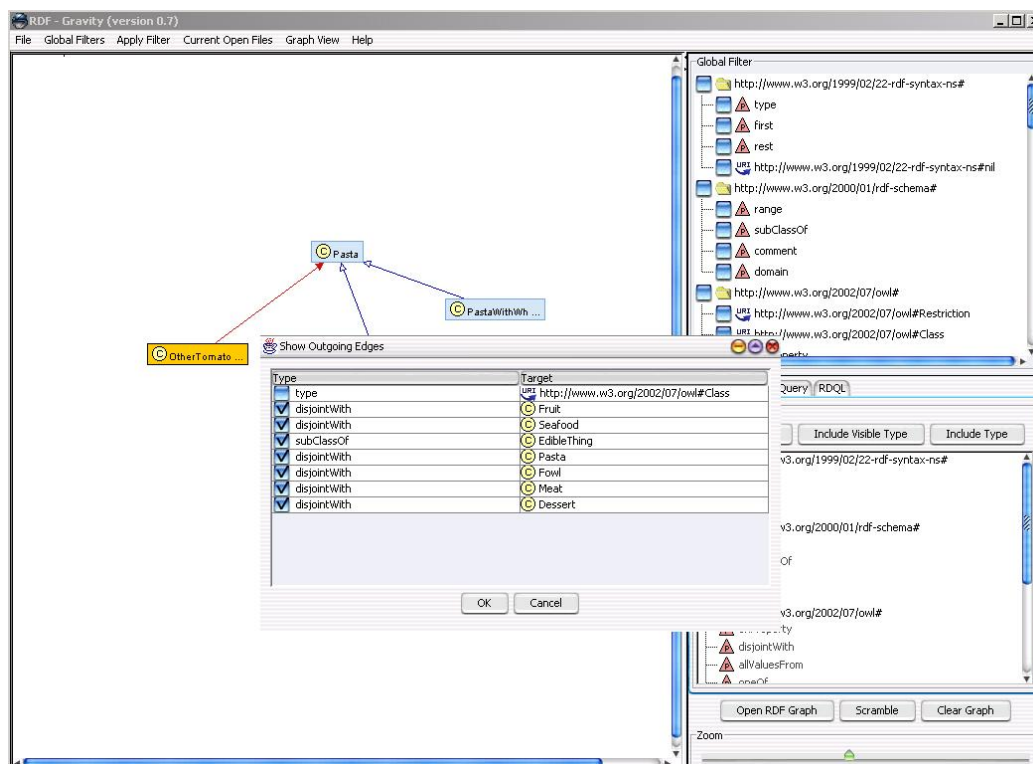 RDF - Gravity (version 0.7)
File Global Filters Apply Filter Current Open Files Graph View Help
Global Filter
http://www.w3.org/1999/02/22-rdf-syntax-ns#
P type
P first
P rest
URI http://www.w3.org/1999/02/22-rdf-syntax-ns#nil
http://www.w3.org/2000/01/rdf-schema#
P range
P subClassOf
P comment
P domain
http://www.w3.org/2002/07/owl#
URI http://www.w3.org/2002/07/owl#Restriction
URI http://www.w3.org/2002/07/owl#Class
C Pasta
C PastaWithWh ...
C OtherTomato ...
Show Outgoing Edges
Type Target
type URI http://www.w3.org/2002/07/owl#Class
disjointWith C Fruit
disjointWith C Seafood
subClassOf C EdibleThing
disjointWith C Pasta
disjointWith C Fowl
disjointWith C Meat
disjointWith C Dessert
OK Cancel
Query RDQL
Include Visible Type Include Type
w3.org/1999/02/22-rdf-syntax-ns#
w3.org/2000/01/rdf-schema#
Of
w3.org/2002/07/owl#
P disjointWith
P allValuesFrom
P oneOf
Open RDF Graph Scramble Clear Graph
Zoom